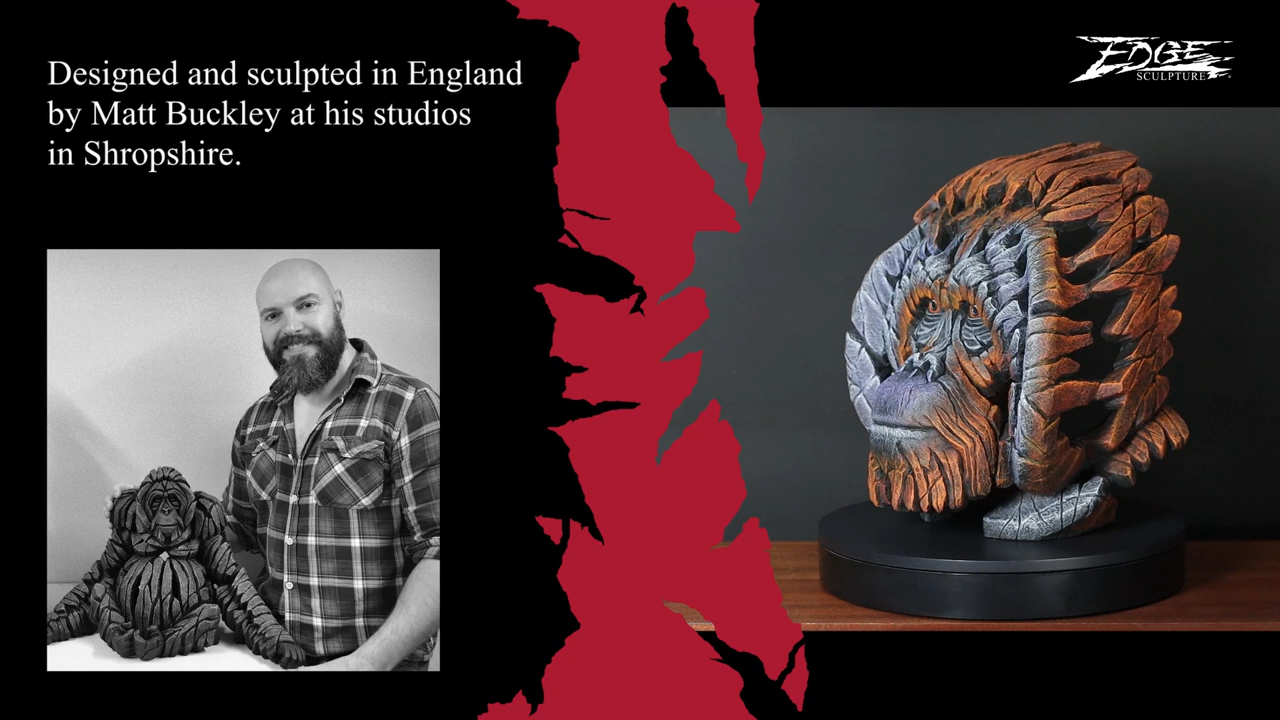 Designed and sculpted in England
by Matt Buckley at his studios
in Shropshire.
EDGE
SCULPTURE